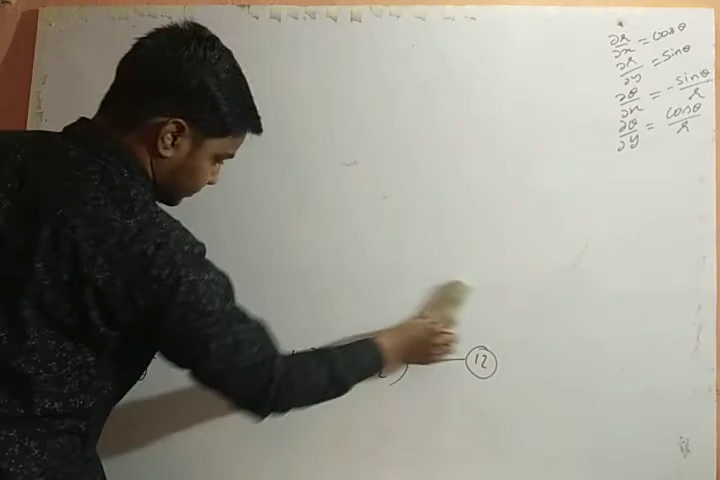 ∂r/∂x = cosθ
∂r/∂y = sinθ
∂θ/∂x = -sinθ/r
∂θ/∂y = cosθ/r
12